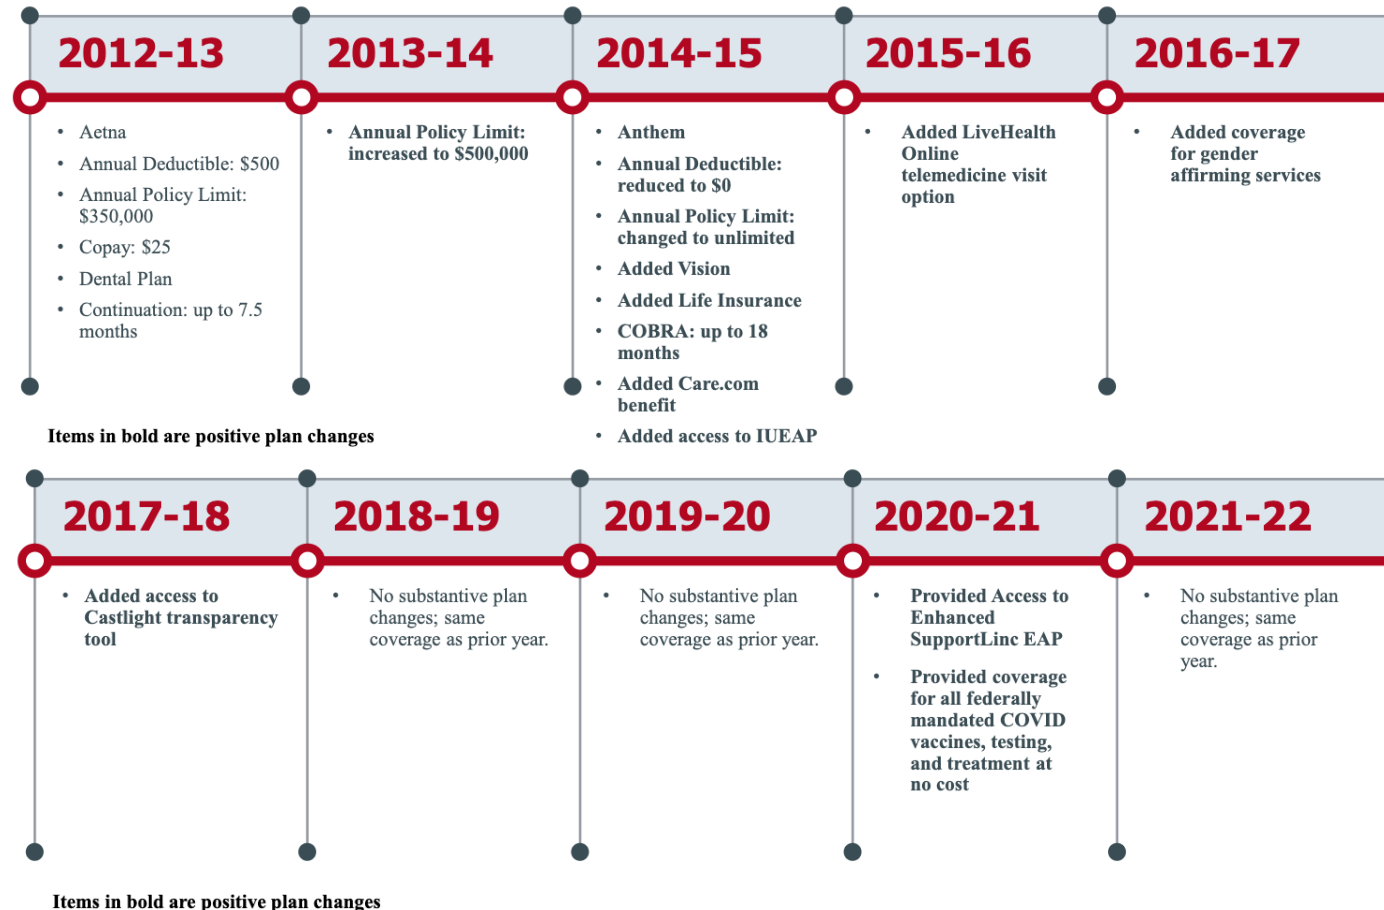 2012-13
2013-14
2014-15
2015-16
2016-17
• Aetna
• Annual Deductible: $500
• Annual Policy Limit:
$350,000
• Copay: $25
• Dental Plan
• Continuation: up to 7.5
months
• Annual Policy Limit:
increased to $500,000
• Anthem
• Annual Deductible:
reduced to $0
• Annual Policy Limit:
changed to unlimited
• Added Vision
• Added Life Insurance
• COBRA: up to 18
months
• Added Care.com
benefit
• Added access to IUEAP
• Added LiveHealth
Online
telemedicine visit
option
• Added coverage
for gender
affirming services
Items in bold are positive plan changes
2017-18
2018-19
2019-20
2020-21
2021-22
• Added access to
Castlight transparency
tool
• No substantive plan
changes; same
coverage as prior year.
• No substantive plan
changes; same
coverage as prior year.
• Provided Access to
Enhanced
SupportLinc EAP
• Provided coverage
for all federally
mandated COVID
vaccines, testing,
and treatment at
no cost
• No substantive plan
changes; same
coverage as prior
year.
Items in bold are positive plan changes